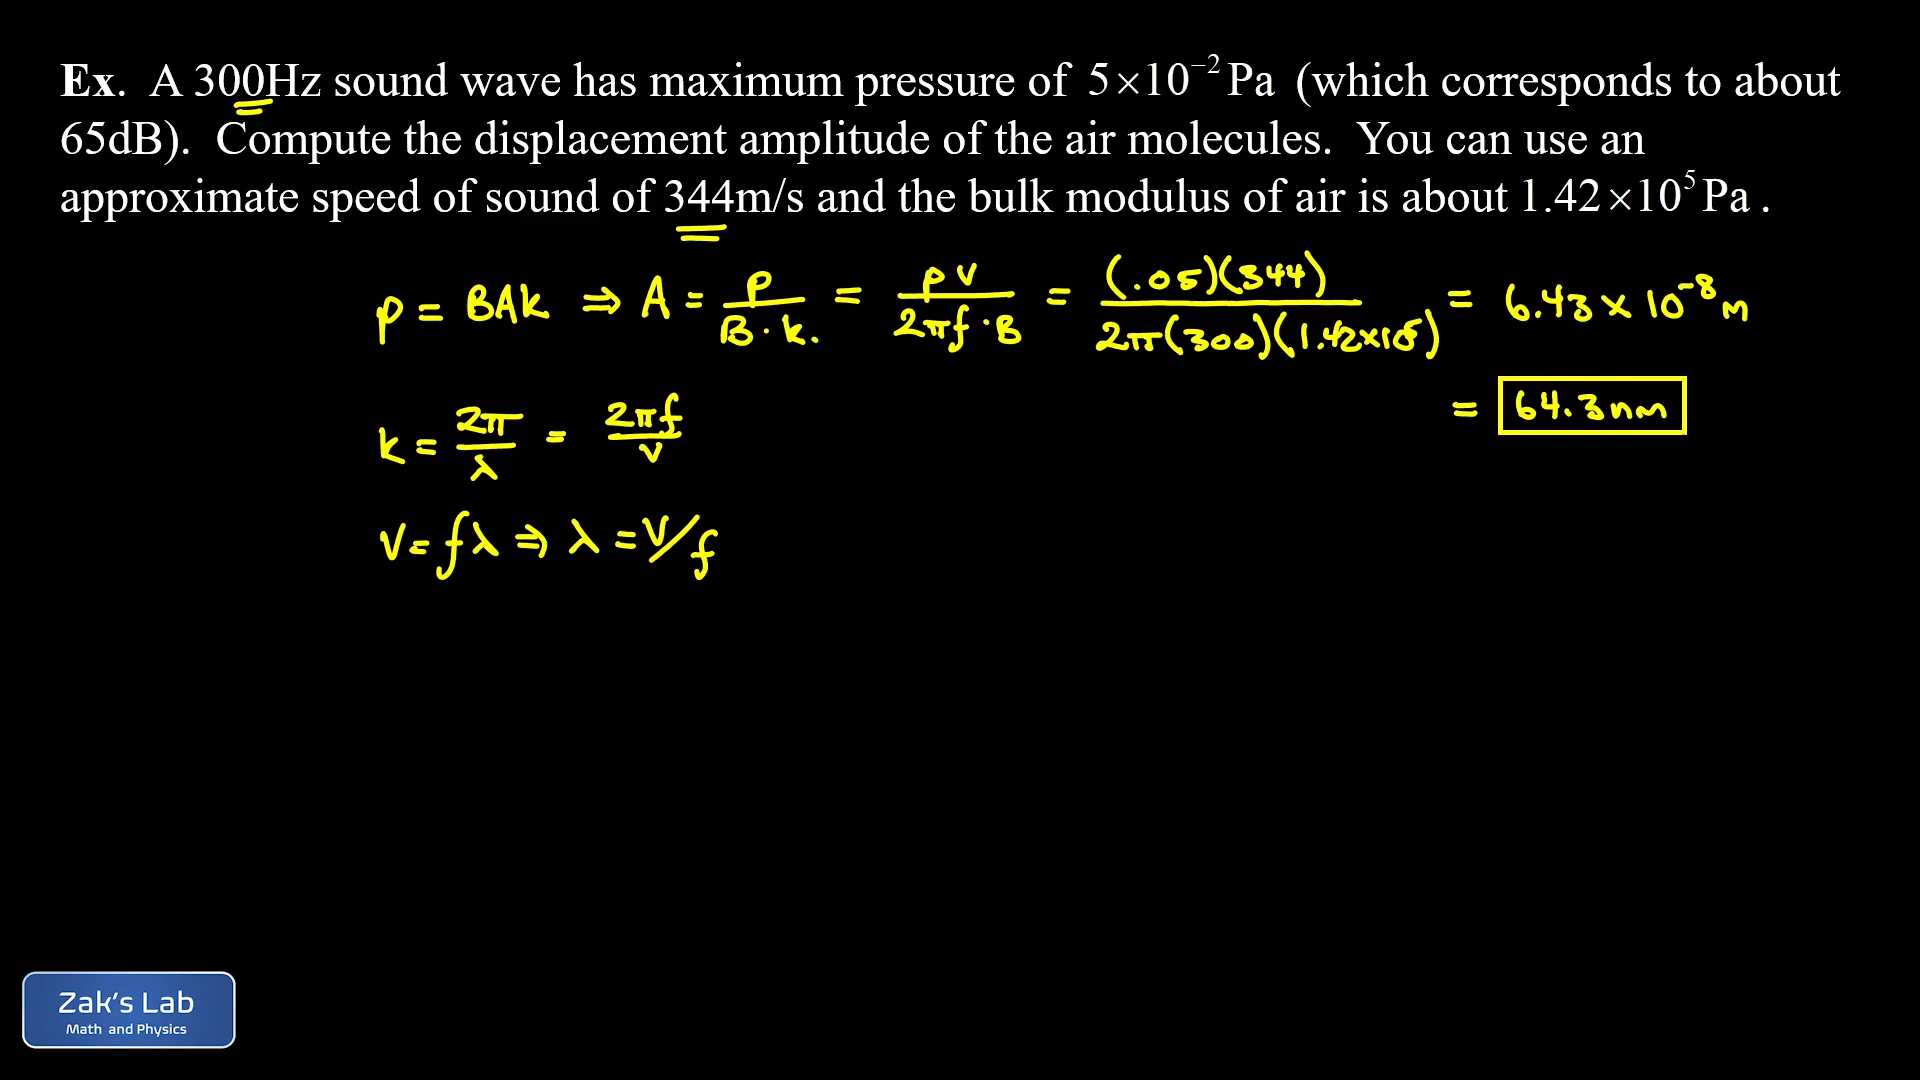 Ex. A 300Hz sound wave has maximum pressure of 5×10⁻² Pa (which corresponds to about
65dB). Compute the displacement amplitude of the air molecules. You can use an
approximate speed of sound of 344m/s and the bulk modulus of air is about 1.42×10⁵ Pa .
p = BAk ⇒ A = p/(B·k.) = pv/(2πf·B) = (.05)(344)/(2π(300)(1.42×10⁵)) = 6.43 × 10⁻⁸ m
= 64.3nm
k = 2π/λ = 2πf/v
v = fλ ⇒ λ = v/f
Zak's Lab
Math and Physics